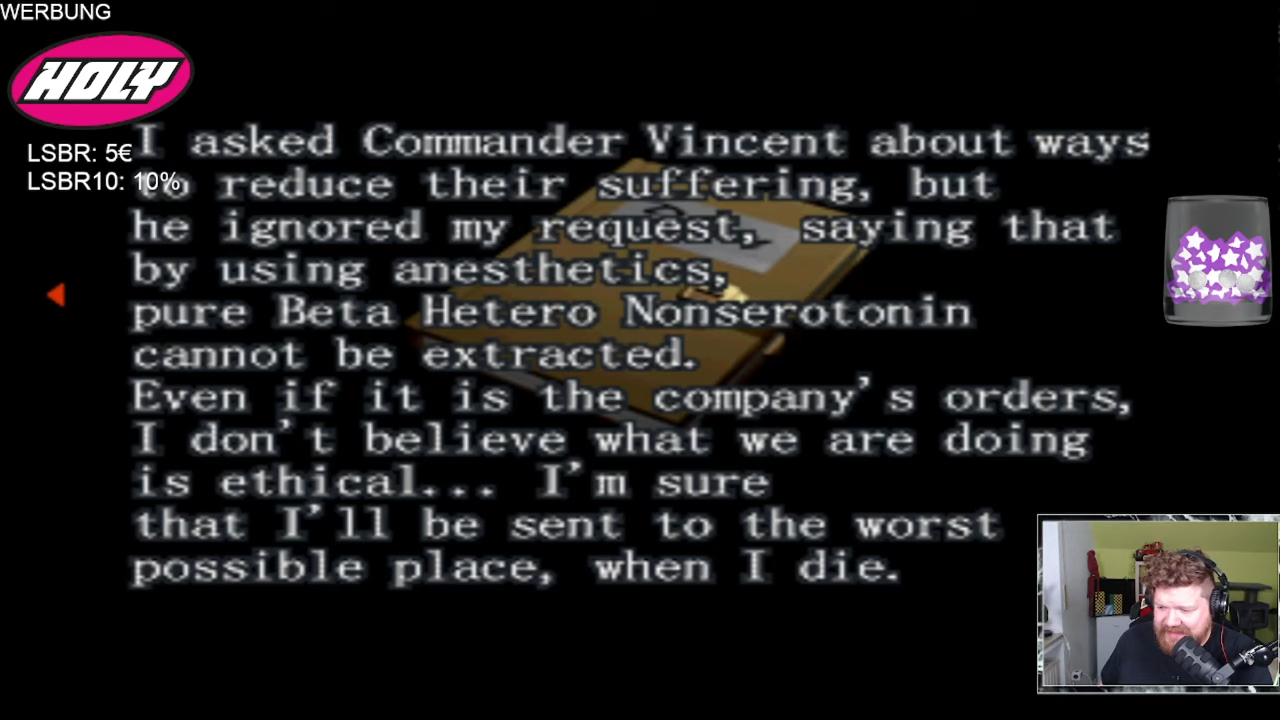 WERBUNG
HOLY
LSBR: 5€
LSBR10: 10%
I asked Commander Vincent about ways
to reduce their suffering, but
he ignored my request, saying that
by using anesthetics,
pure Beta Hetero Nonserotonin
cannot be extracted.
Even if it is the company's orders,
I don't believe what we are doing
is ethical... I'm sure
that I'll be sent to the worst
possible place, when I die.